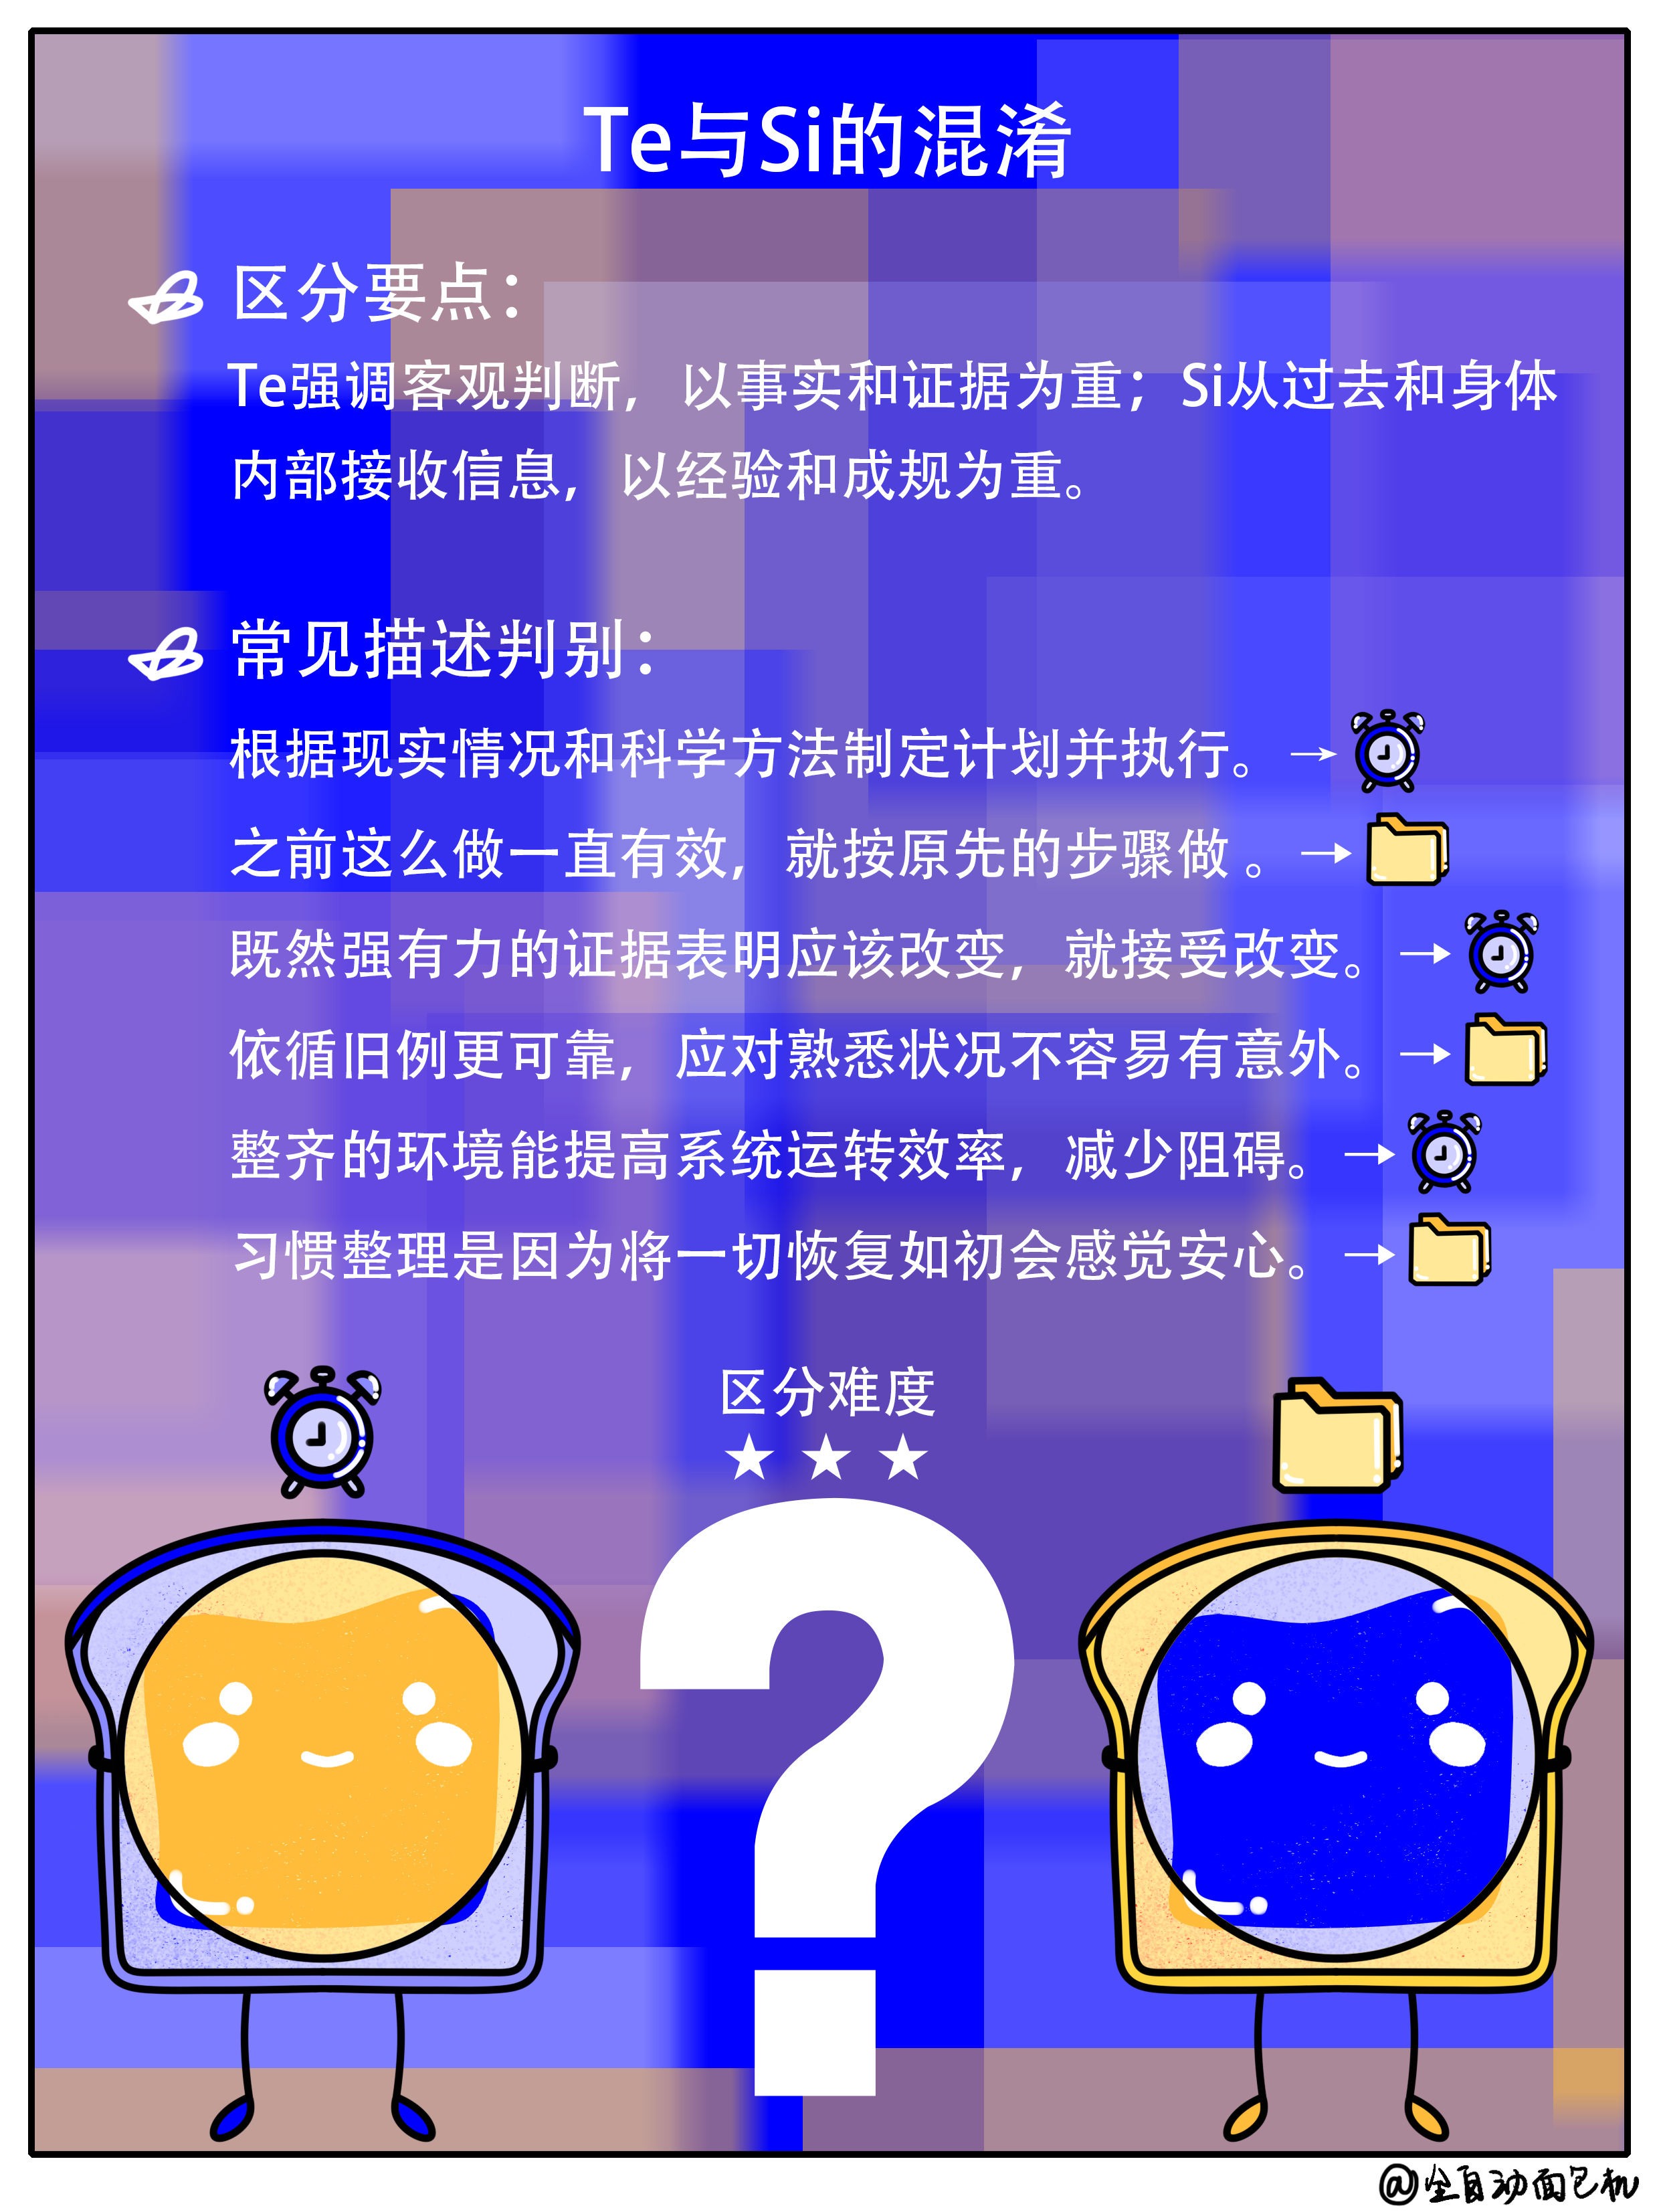 Te与Si的混淆
区分要点：
Te强调客观判断，以事实和证据为重；Si从过去和身体
内部接收信息，以经验和成规为重。
常见描述判别：
根据现实情况和科学方法制定计划并执行。→
之前这么做一直有效，就按原先的步骤做。→
既然强有力的证据表明应该改变，就接受改变。→
依循旧例更可靠，应对熟悉状况不容易有意外。→
整齐的环境能提高系统运转效率，减少阻碍。→
习惯整理是因为将一切恢复如初会感觉安心。→
区分难度
★ ★ ★
?
@全自动面包机